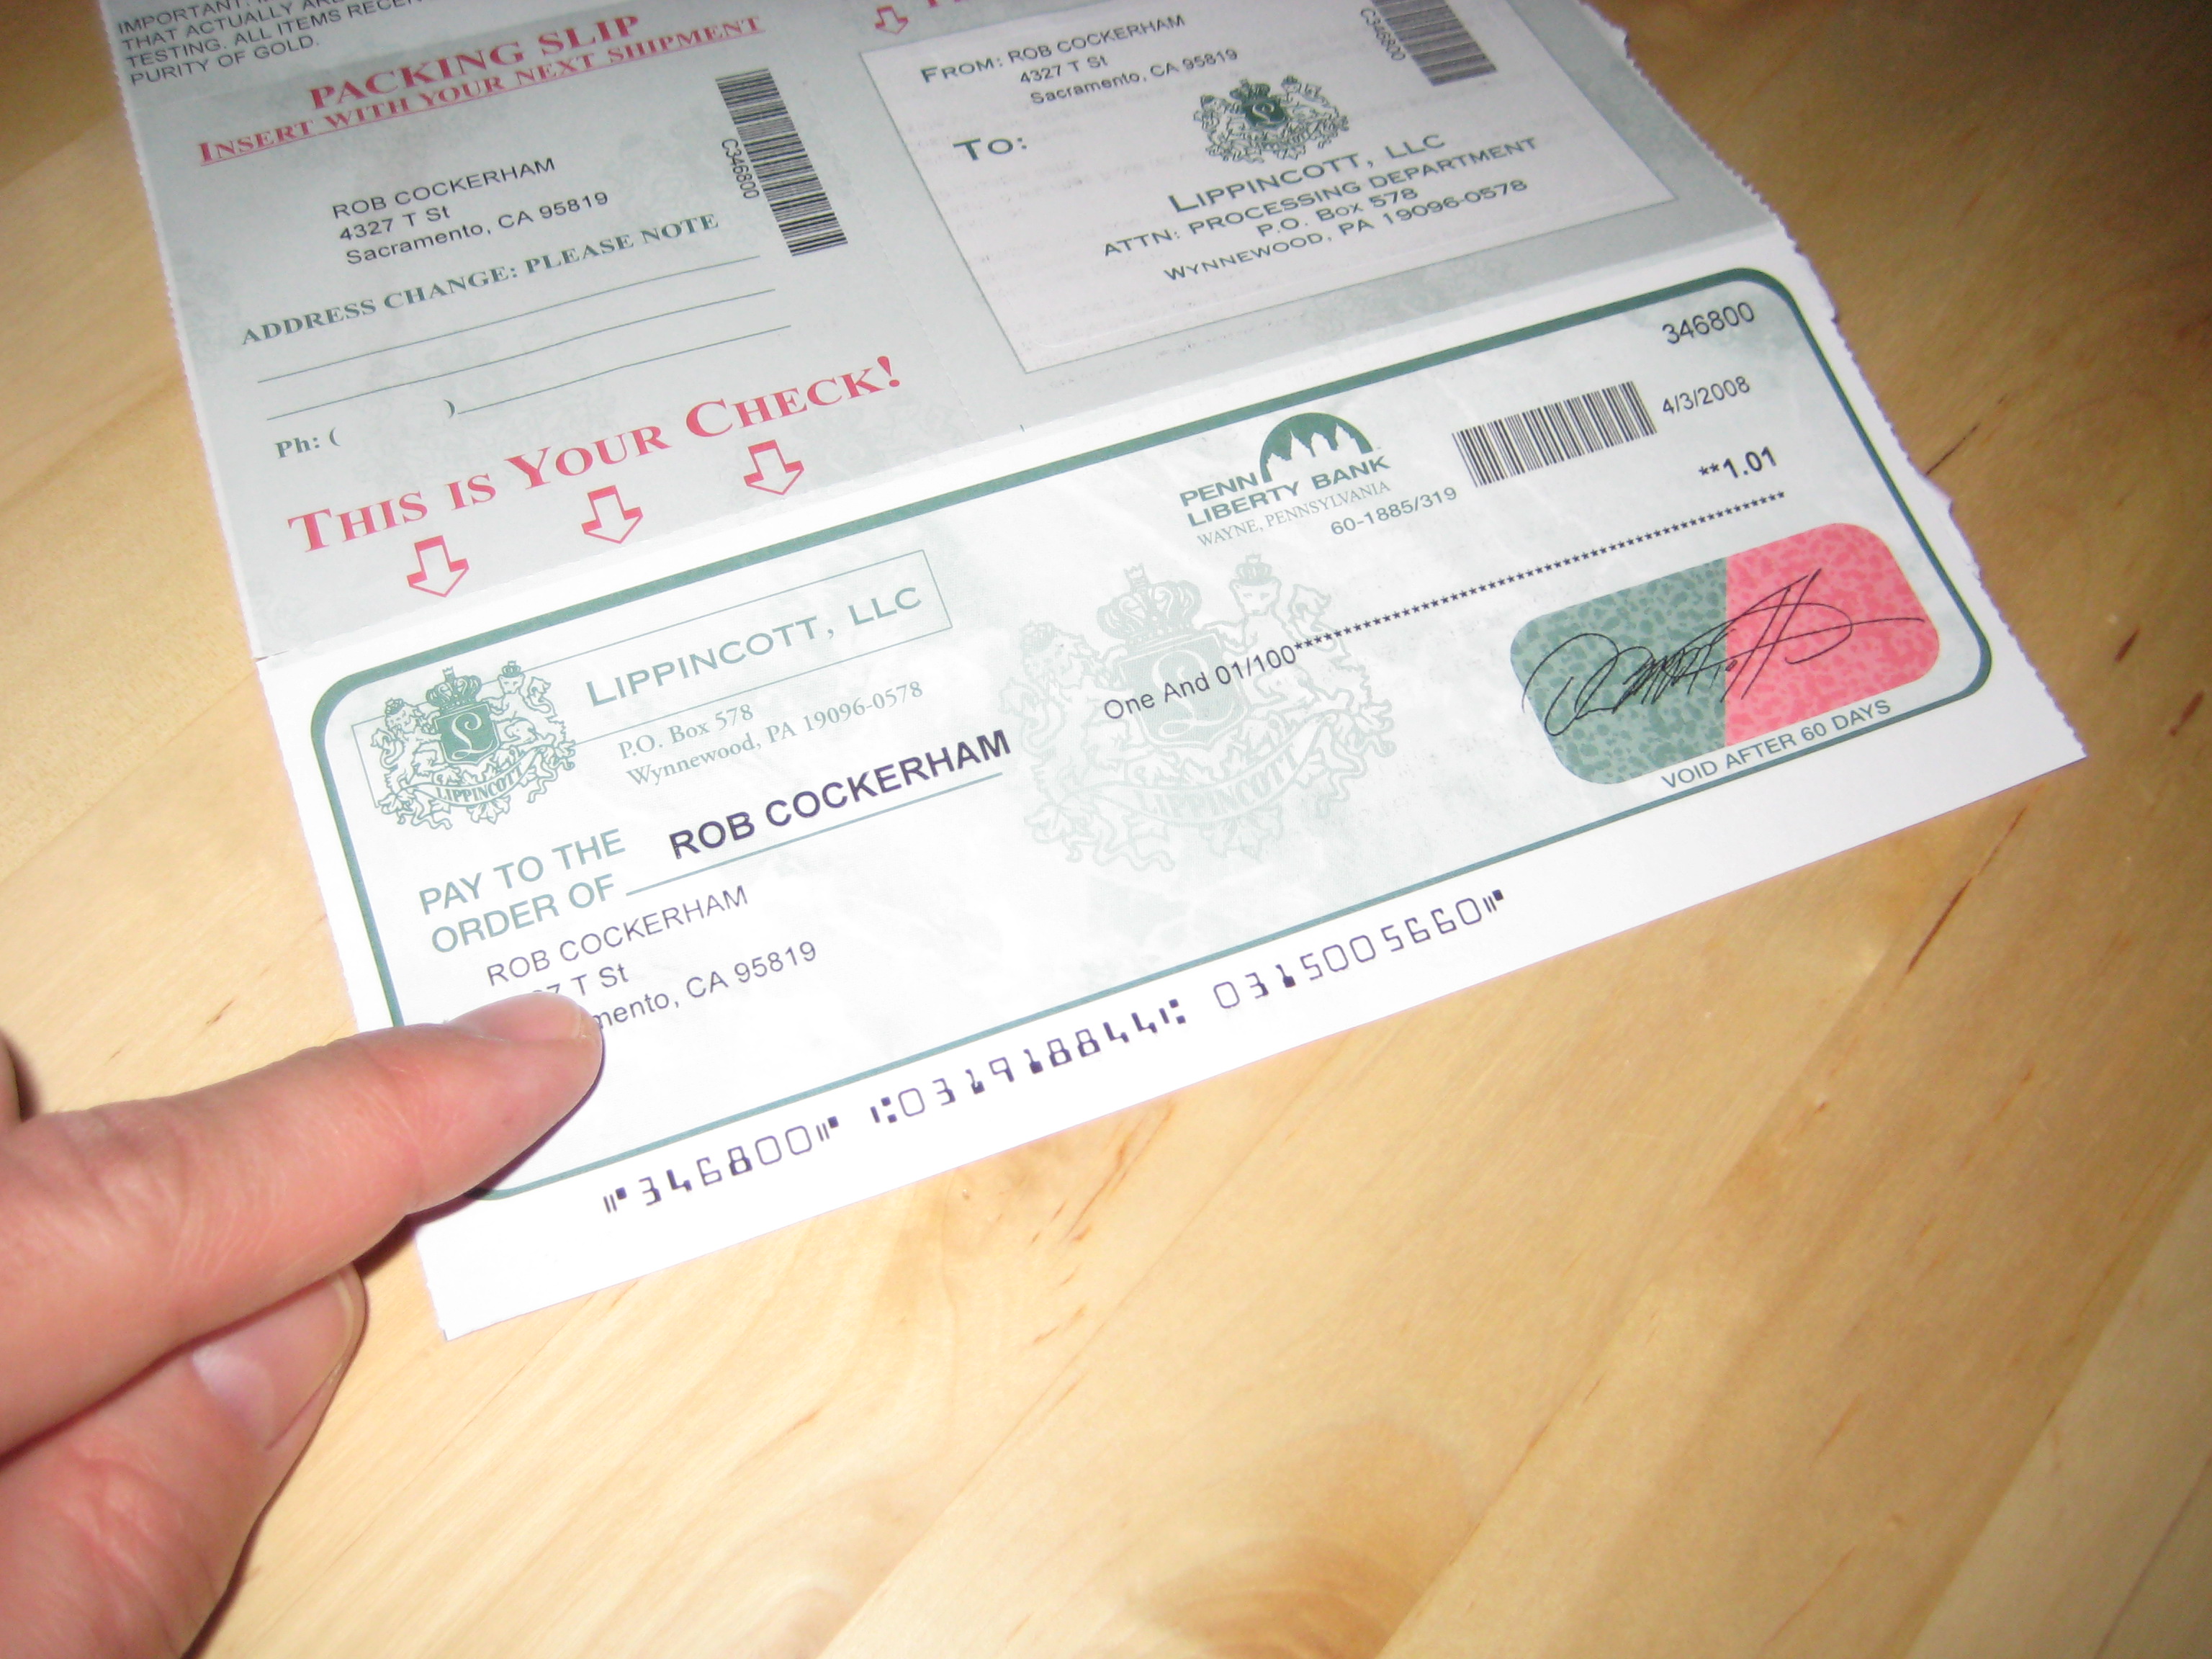 IMPORTANT:
THAT ACTUALLY
TESTING. ALL ITEMS
PURITY OF GOLD.
PACKING SLIP
INSERT WITH YOUR NEXT SHIPMENT
ROB COCKERHAM
4327 T St
Sacramento, CA 95819
C346800
ADDRESS CHANGE: PLEASE NOTE
Ph: ( )
THIS IS YOUR CHECK!
FROM: ROB COCKERHAM
4327 T St
Sacramento, CA 95819
C346800
TO:
L
LIPPINCOTT, LLC
ATTN: PROCESSING DEPARTMENT
P.O. BOX 578
WYNNEWOOD, PA 19096-0578
346800
PENN
LIBERTY BANK
WAYNE, PENNSYLVANIA
60-1885/319
4/3/2008
**1.01
L
LIPPINCOTT
LIPPINCOTT, LLC
P.O. Box 578
Wynnewood, PA 19096-0578
L
LIPPINCOTT
One And 01/100******************************
PAY TO THE
ORDER OF ROB COCKERHAM
ROB COCKERHAM
7 T St
mento, CA 95819
VOID AFTER 60 DAYS
⑈346800⑈ ⑆031918844⑆ 0315005660⑈